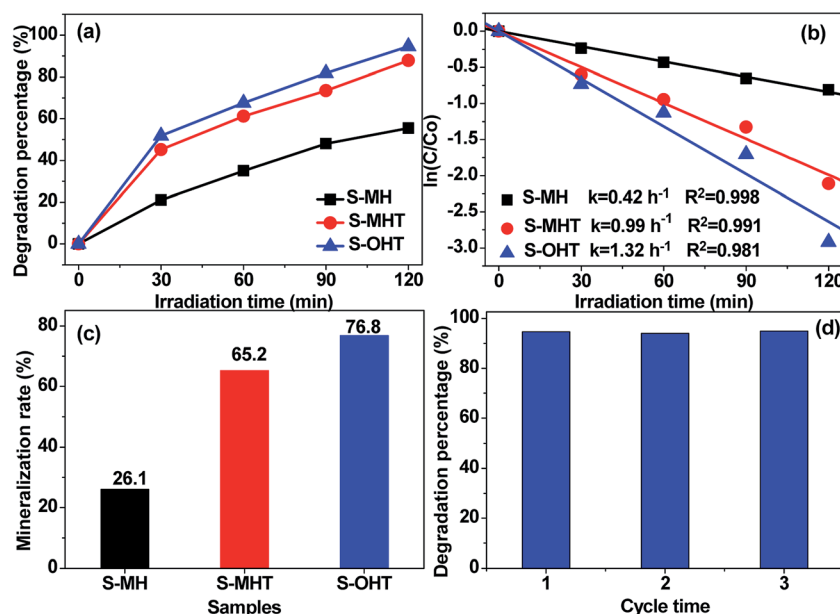 (a)
Degradation percentage (%)
100
80
60
40
20
0
S-MH
S-MHT
S-OHT
0 30 60 90 120
Irradiation time (min)
(b)
ln(C/Co)
0.0
-0.5
-1.0
-1.5
-2.0
-2.5
-3.0
S-MH k=0.42 h⁻¹ R²=0.998
S-MHT k=0.99 h⁻¹ R²=0.991
S-OHT k=1.32 h⁻¹ R²=0.981
0 30 60 90 120
Irradiation time (min)
(c)
Mineralization rate (%)
80
60
40
20
0
26.1
65.2
76.8
S-MH S-MHT S-OHT
Samples
(d)
Degradation percentage (%)
100
80
60
40
20
0
1 2 3
Cycle time